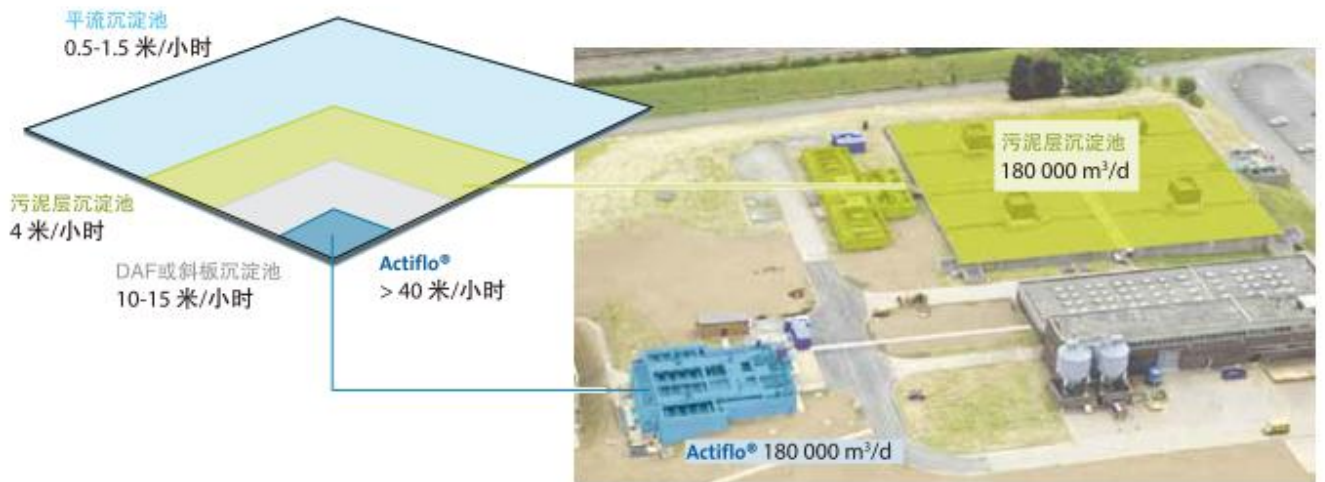 平流沉淀池
0.5-1.5 米/小时
污泥层沉淀池
4 米/小时
DAF或斜板沉淀池
10-15 米/小时
Actiflo®
> 40 米/小时
污泥层沉淀池
180 000 m³/d
Actiflo® 180 000 m³/d